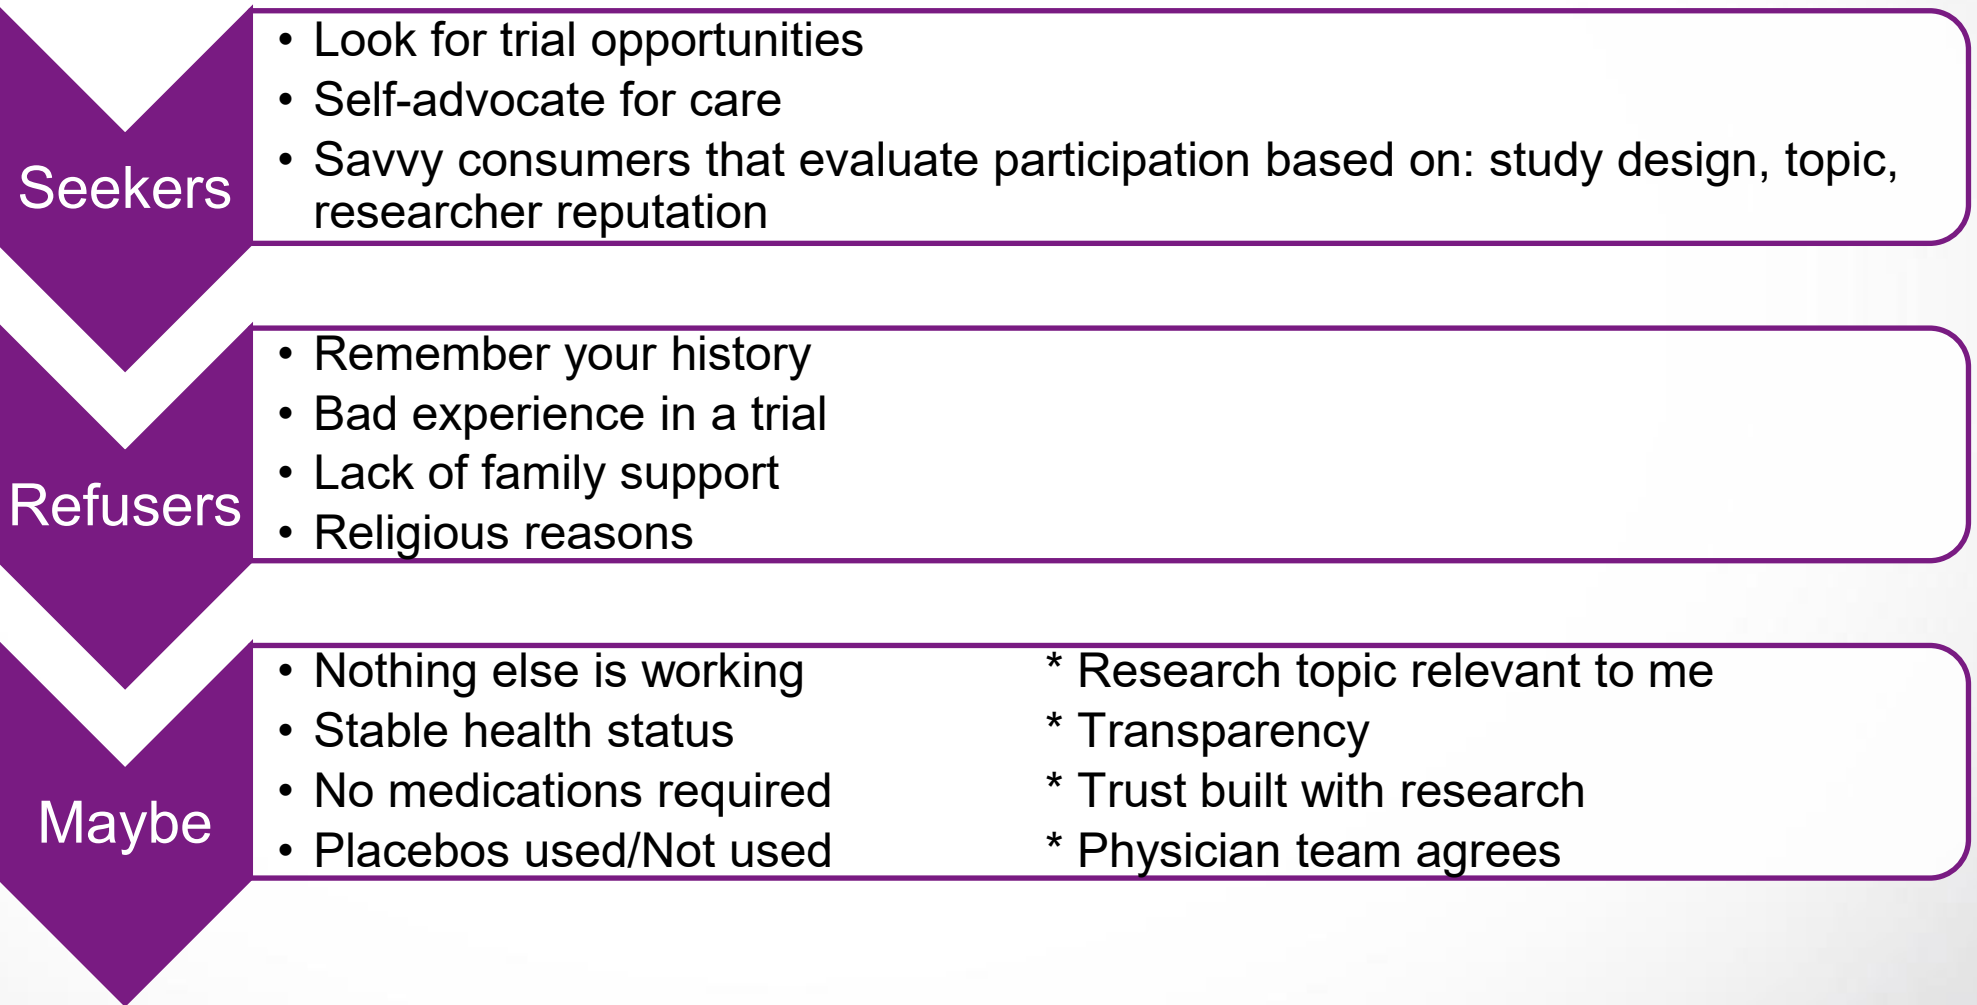 Seekers
• Look for trial opportunities
• Self-advocate for care
• Savvy consumers that evaluate participation based on: study design, topic,
researcher reputation
Refusers
• Remember your history
• Bad experience in a trial
• Lack of family support
• Religious reasons
Maybe
• Nothing else is working * Research topic relevant to me
• Stable health status * Transparency
• No medications required * Trust built with research
• Placebos used/Not used * Physician team agrees